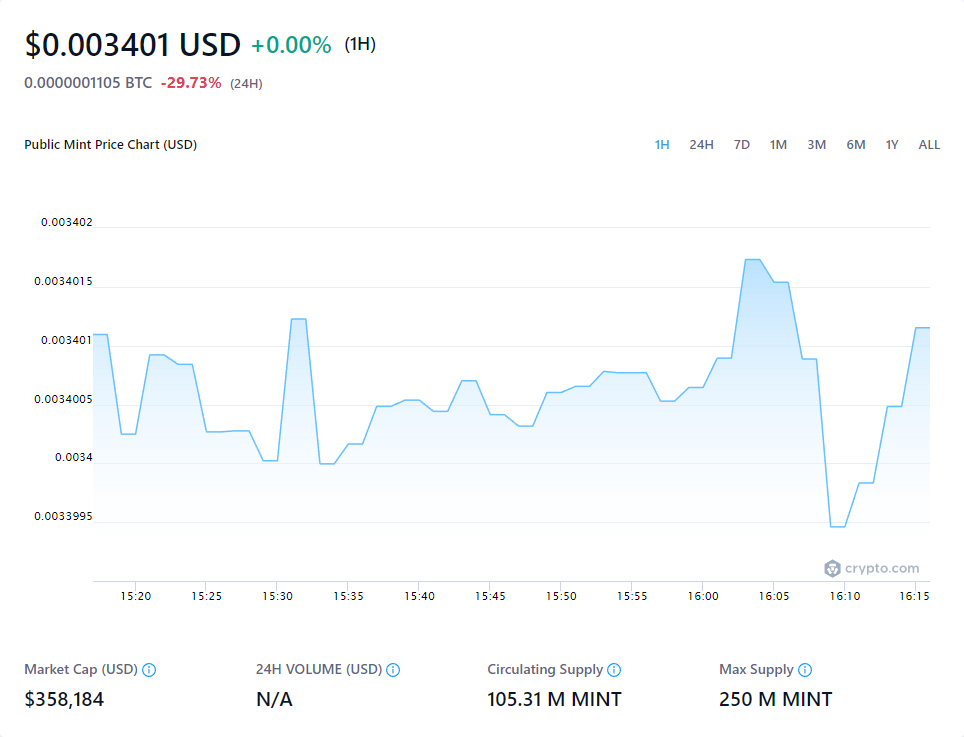 $0.003401 USD +0.00% (1H)
0.0000001105 BTC -29.73% (24H)
Public Mint Price Chart (USD) 1H 24H 7D 1M 3M 6M 1Y ALL
0.003402
0.0034015
0.003401
0.0034005
0.0034
0.0033995
crypto.com
15:20 15:25 15:30 15:35 15:40 15:45 15:50 15:55 16:00 16:05 16:10 16:15
Market Cap (USD) 24H VOLUME (USD) Circulating Supply Max Supply
$358,184 N/A 105.31 M MINT 250 M MINT